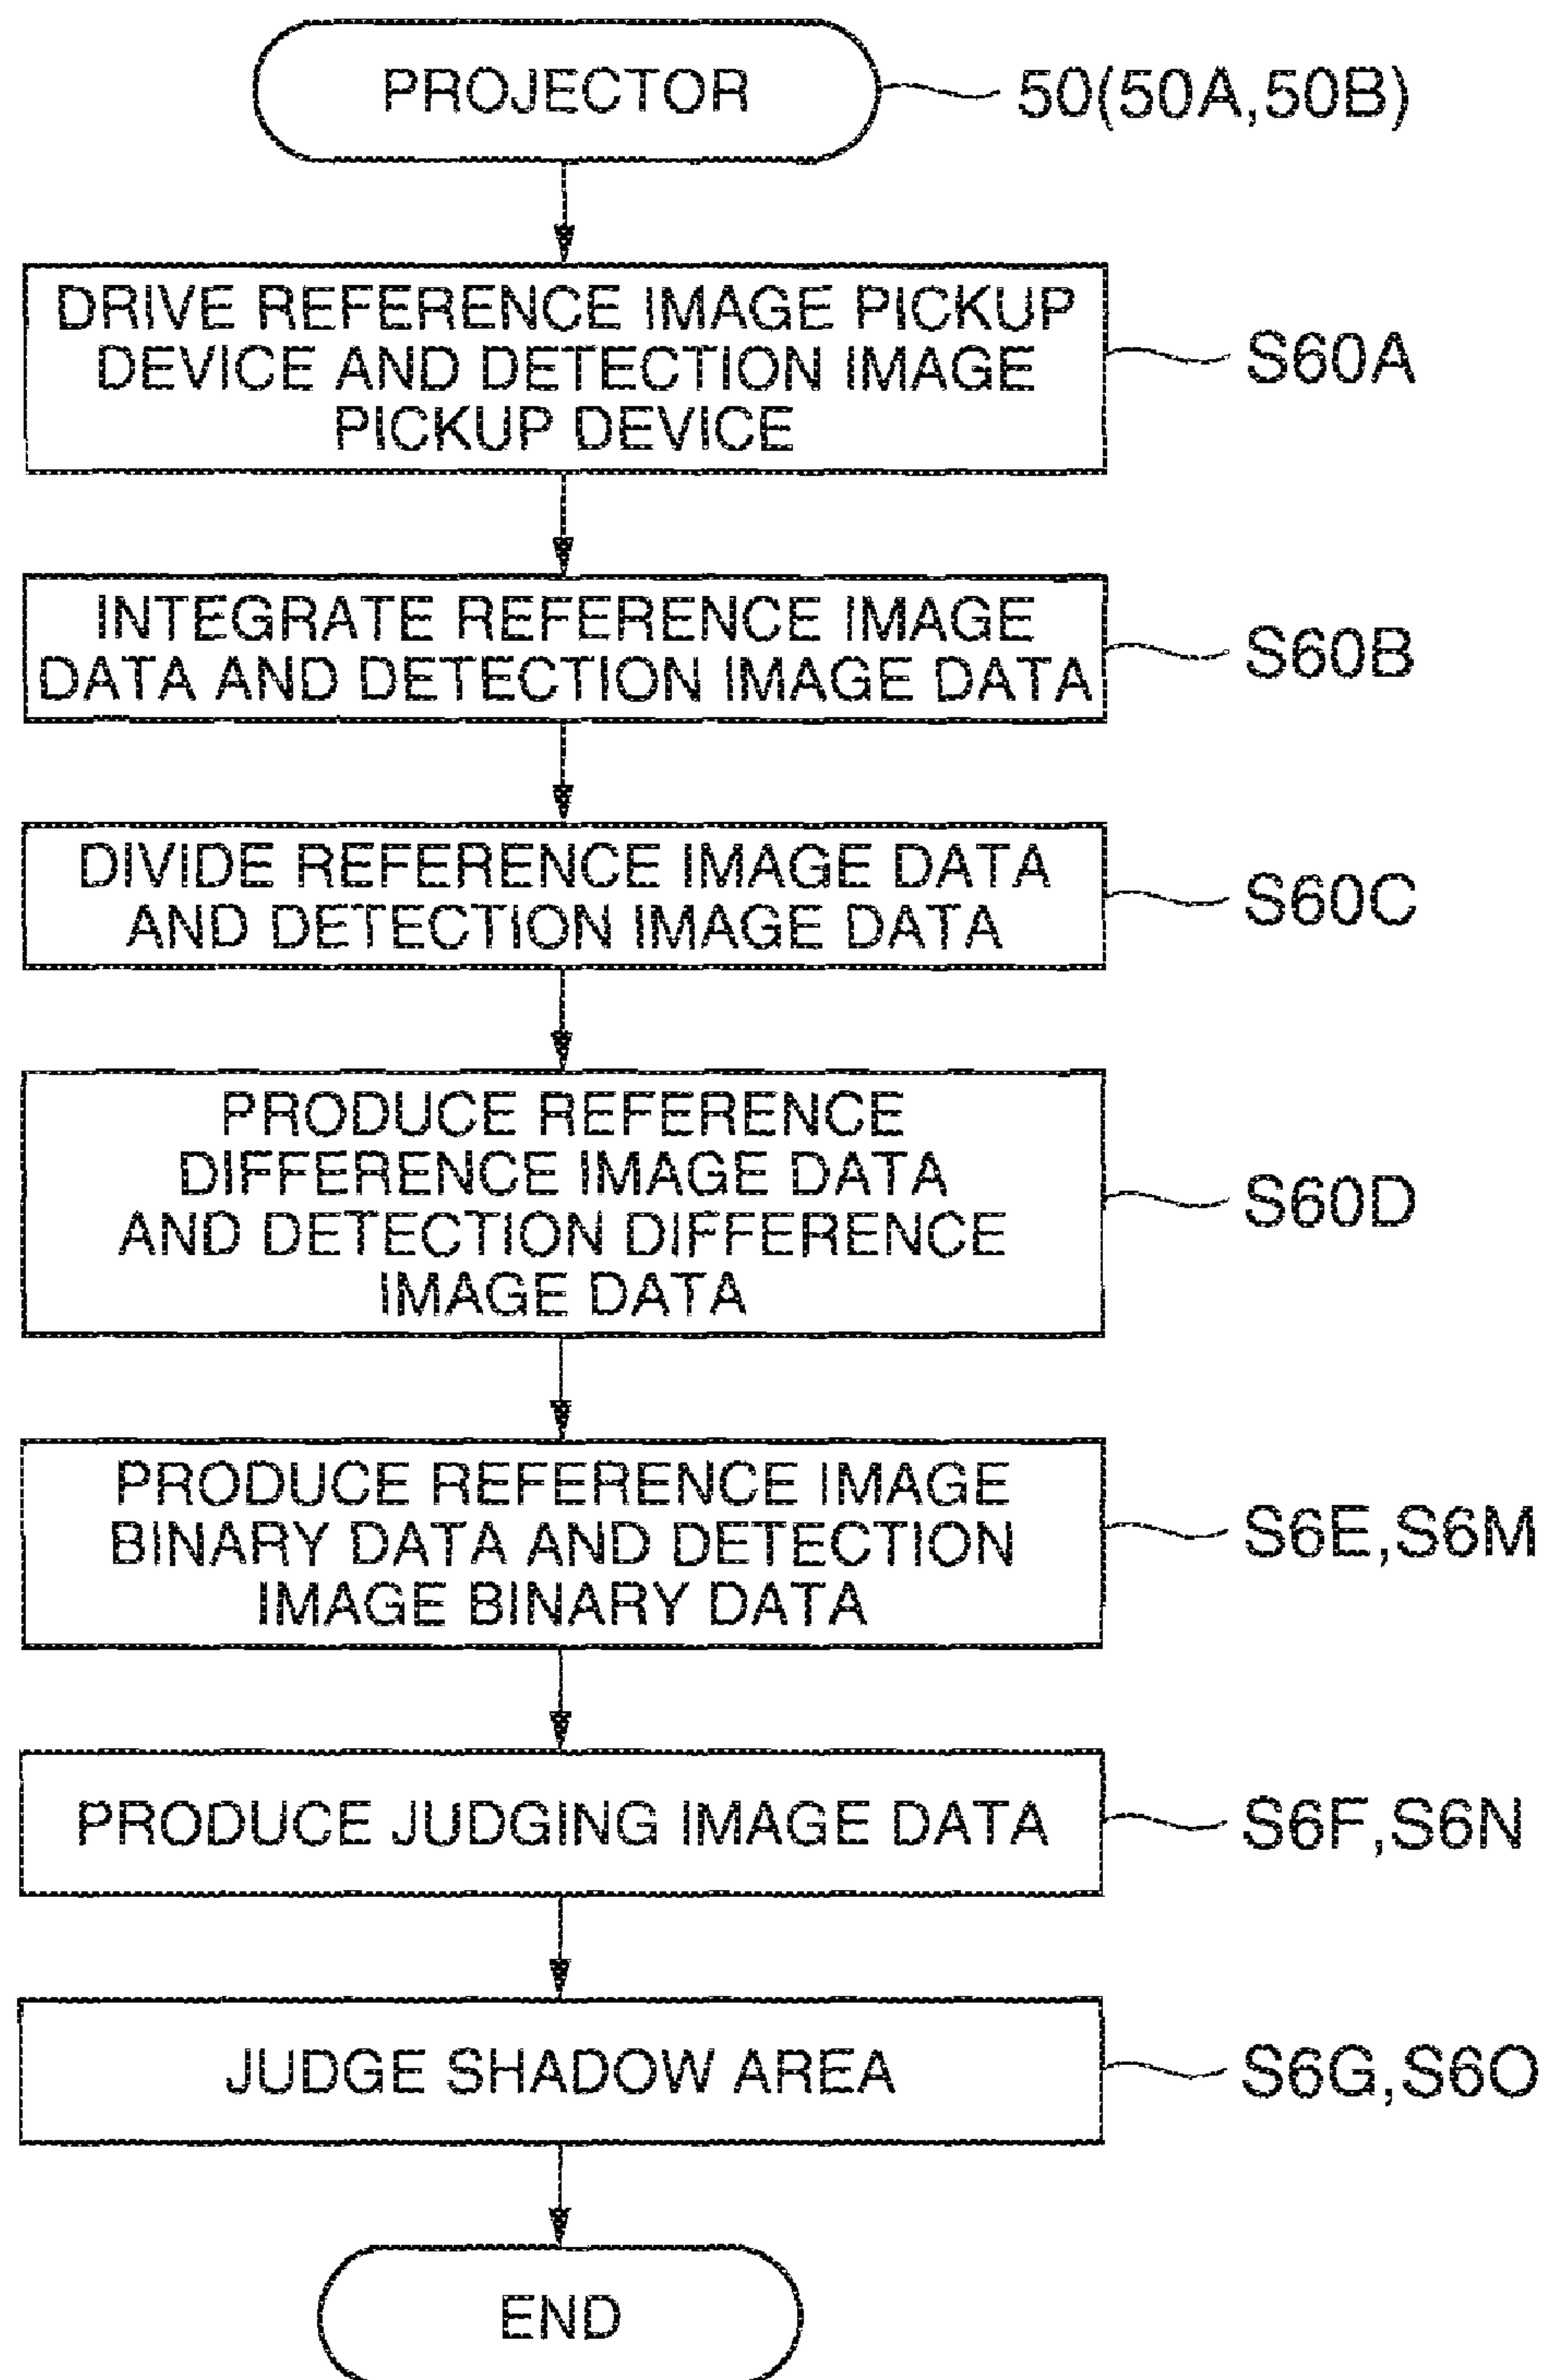 PROJECTOR
50(50A,50B)
DRIVE REFERENCE IMAGE PICKUP
DEVICE AND DETECTION IMAGE
PICKUP DEVICE
S60A
INTEGRATE REFERENCE IMAGE
DATA AND DETECTION IMAGE DATA
S60B
DIVIDE REFERENCE IMAGE DATA
AND DETECTION IMAGE DATA
S60C
PRODUCE REFERENCE
DIFFERENCE IMAGE DATA
AND DETECTION DIFFERENCE
IMAGE DATA
S60D
PRODUCE REFERENCE IMAGE
BINARY DATA AND DETECTION
IMAGE BINARY DATA
S6E,S6M
PRODUCE JUDGING IMAGE DATA
S6F,S6N
JUDGE SHADOW AREA
S6G,S6O
END